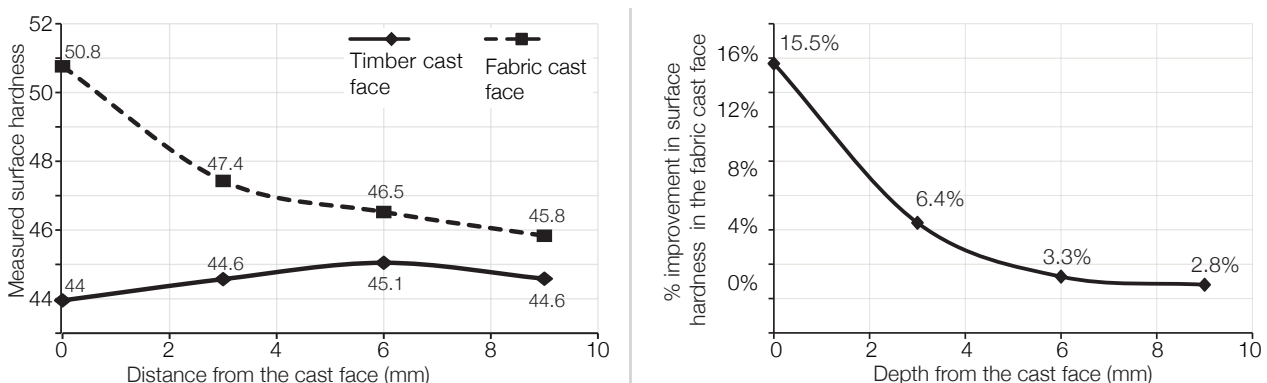 Measured surface hardness
52
50
48
46
44
50.8
47.4
46.5
45.8
44
44.6
45.1
44.6
Timber cast
face
Fabric cast
face
0 2 4 6 8 10
Distance from the cast face (mm)
% improvement in surface
hardness in the fabric cast face
16%
12%
8%
4%
0%
15.5%
6.4%
3.3%
2.8%
0 2 4 6 8 10
Depth from the cast face (mm)